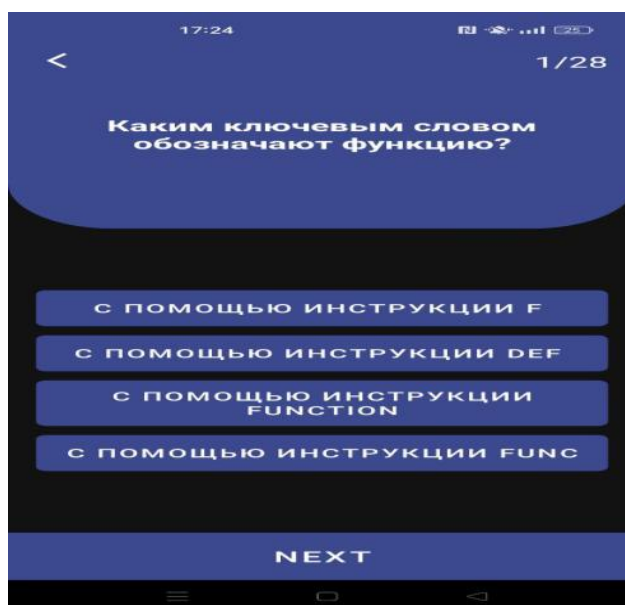 17:24
25
<
1/28
Каким ключевым словом
обозначают функцию?
С ПОМОЩЬЮ ИНСТРУКЦИИ F
С ПОМОЩЬЮ ИНСТРУКЦИИ DEF
С ПОМОЩЬЮ ИНСТРУКЦИИ
FUNCTION
С ПОМОЩЬЮ ИНСТРУКЦИИ FUNC
NEXT